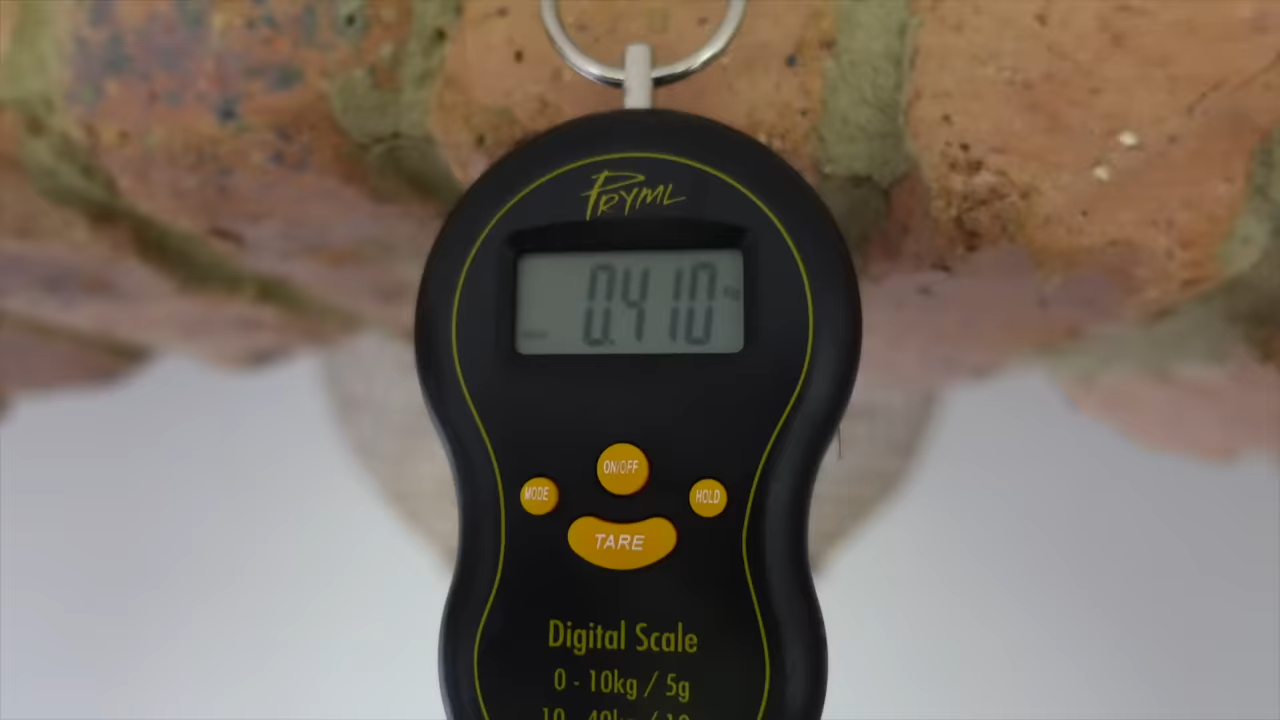 PRYML
0.410
ON/OFF
MODE
HOLD
TARE
Digital Scale
0 - 10kg / 5g